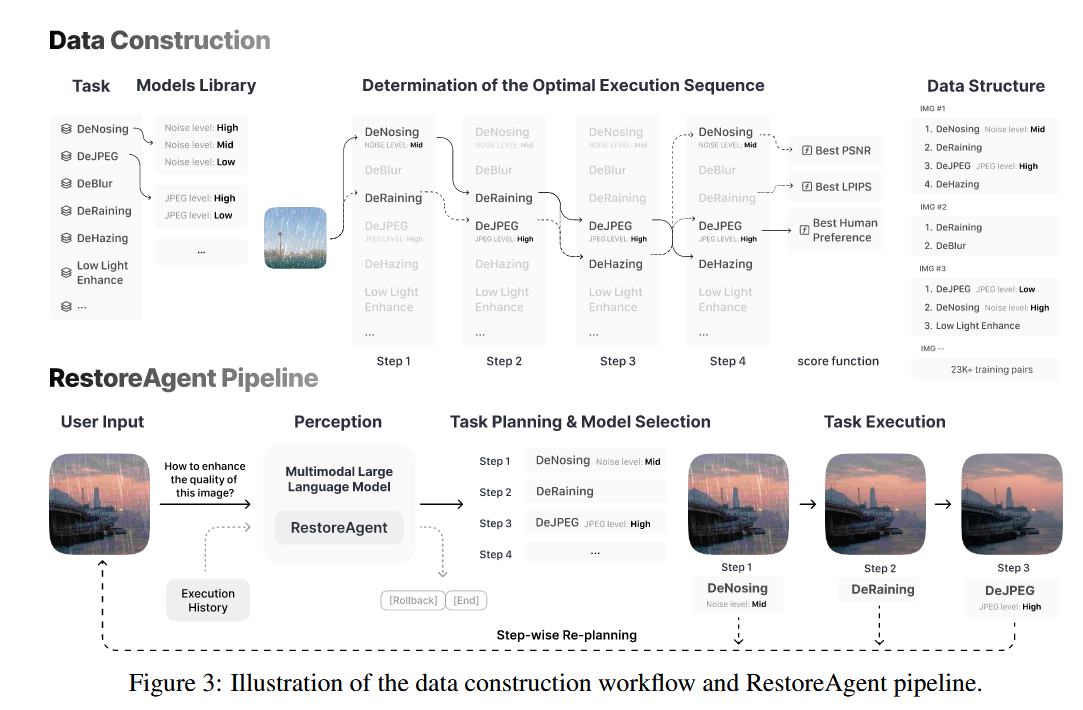 Data Construction
Task
Models Library
Determination of the Optimal Execution Sequence
Data Structure
DeNosing
DeJPEG
DeBlur
DeRaining
DeHazing
Low Light
Enhance
...
Noise level: High
Noise level: Mid
Noise level: Low
JPEG level: High
JPEG level: Low
...
DeNosing
NOISE LEVEL: Mid
DeBlur
DeRaining
DeJPEG
JPEG LEVEL: High
DeHazing
Low Light
Enhance
...
Step 1
DeNosing
NOISE LEVEL: Mid
DeBlur
DeRaining
DeJPEG
JPEG LEVEL: High
DeHazing
Low Light
Enhance
...
Step 2
DeNosing
NOISE LEVEL: Mid
DeBlur
DeRaining
DeJPEG
JPEG LEVEL: High
DeHazing
Low Light
Enhance
...
Step 3
DeNosing
NOISE LEVEL: Mid
DeBlur
DeRaining
DeJPEG
JPEG LEVEL: High
DeHazing
Low Light
Enhance
...
Step 4
Best PSNR
Best LPIPS
Best Human
Preference
score function
IMG #1
1. DeNosing Noise level: Mid
2. DeRaining
3. DeJPEG JPEG level: High
4. DeHazing
IMG #2
1. DeRaining
2. DeBlur
IMG #3
1. DeJPEG JPEG level: Low
2. DeNosing Noise level: High
3. Low Light Enhance
IMG ...
23K+ training pairs
RestoreAgent Pipeline
User Input
Perception
Task Planning & Model Selection
Task Execution
How to enhance
the quality of
this image?
Execution
History
Multimodal Large
Language Model
RestoreAgent
[Rollback] [End]
Step 1 DeNosing Noise level: Mid
Step 2 DeRaining
Step 3 DeJPEG JPEG level: High
Step 4 ...
Step 1
DeNosing
Noise level: Mid
Step 2
DeRaining
Step 3
DeJPEG
JPEG level: High
Step-wise Re-planning
Figure 3: Illustration of the data construction workflow and RestoreAgent pipeline.